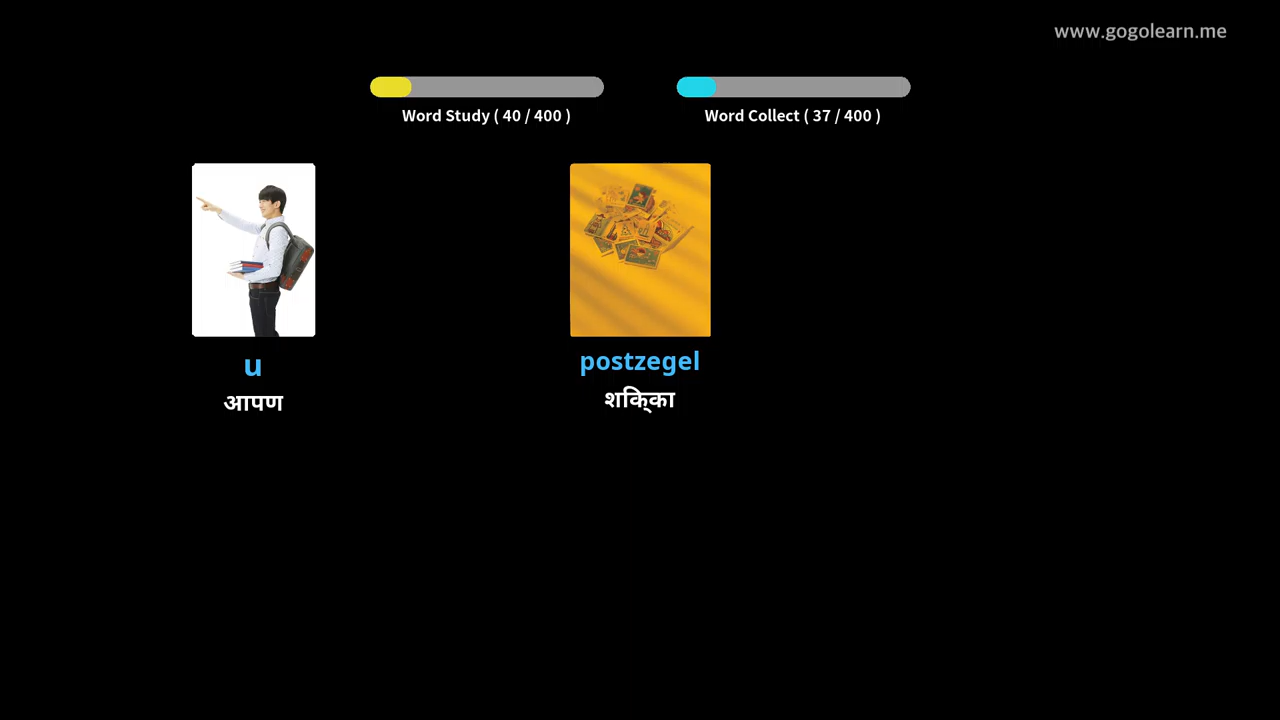 www.gogolearn.me
Word Study ( 40 / 400 )
Word Collect ( 37 / 400 )
u
postzegel
आपण
शकि्का